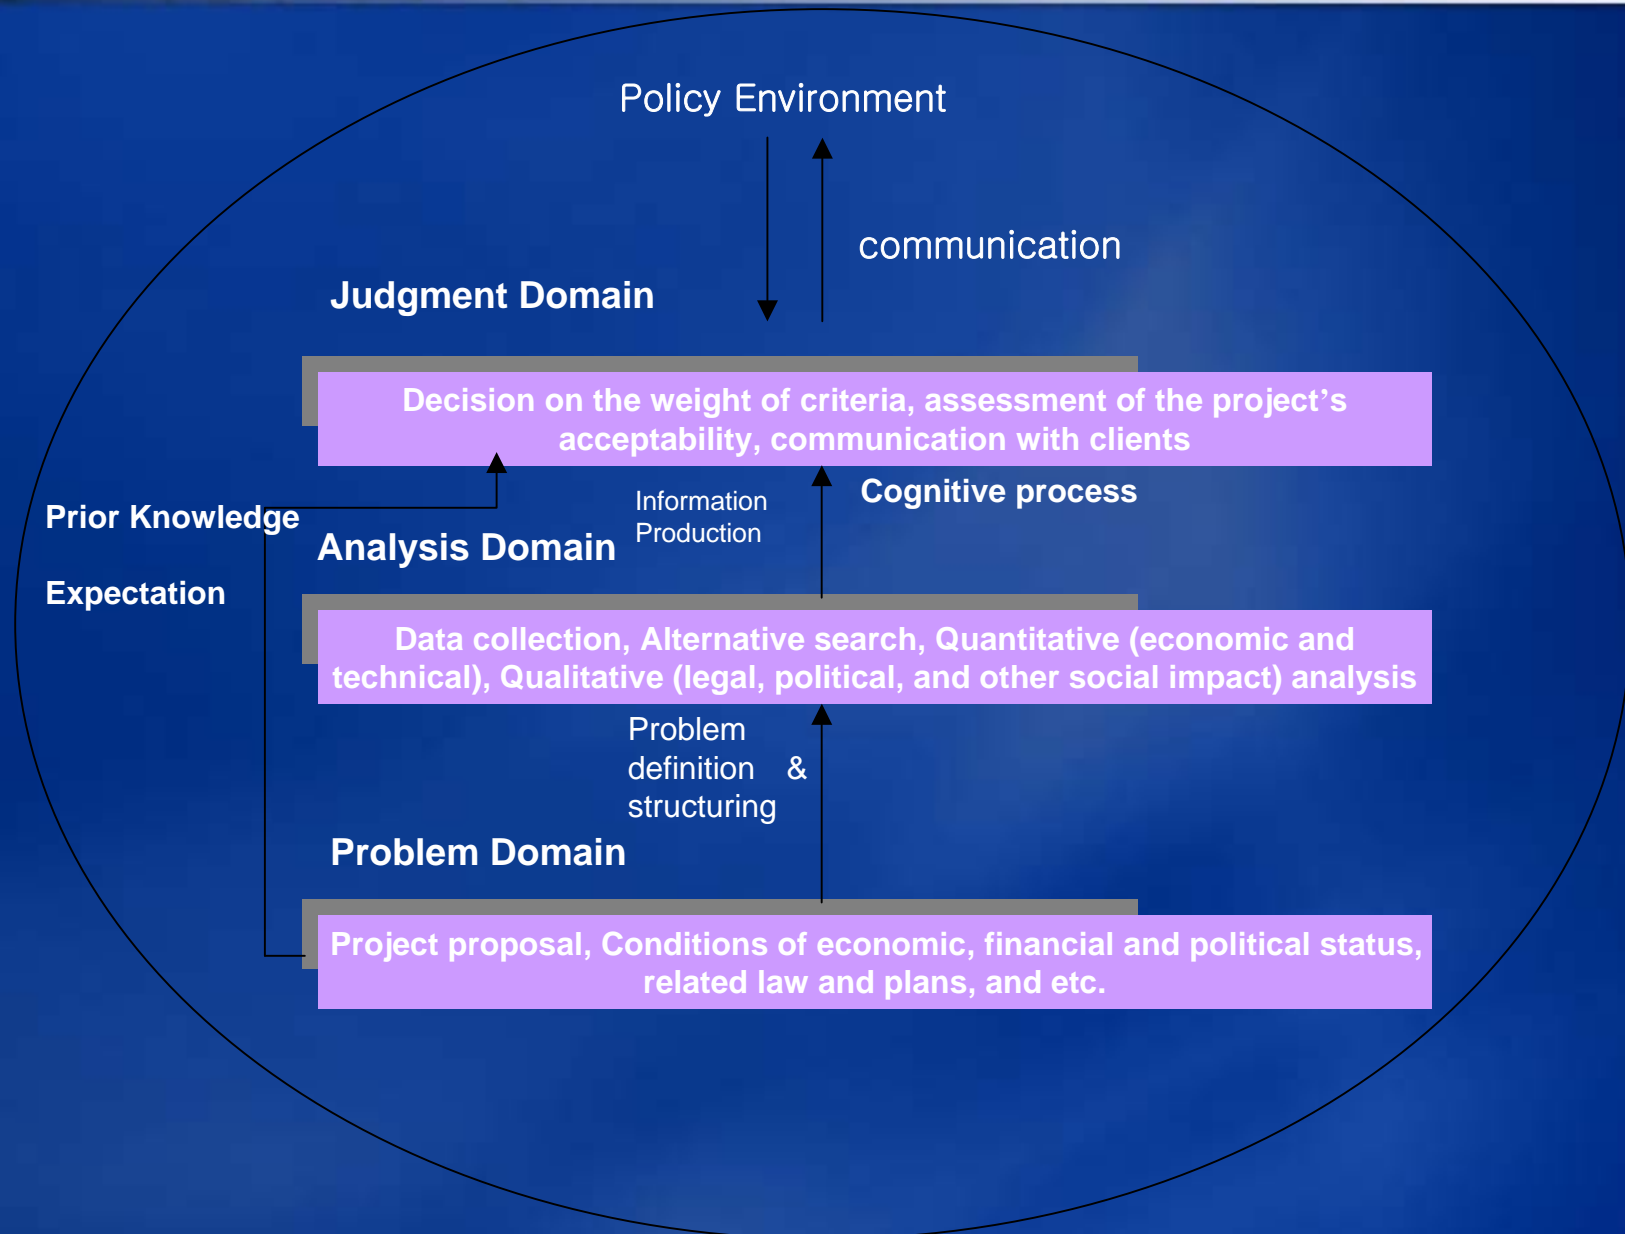 Policy Environment
communication
Judgment Domain
Decision on the weight of criteria, assessment of the project’s
acceptability, communication with clients
Prior Knowledge
Expectation
Information
Production
Cognitive process
Analysis Domain
Data collection, Alternative search, Quantitative (economic and
technical), Qualitative (legal, political, and other social impact) analysis
Problem
definition &
structuring
Problem Domain
Project proposal, Conditions of economic, financial and political status,
related law and plans, and etc.